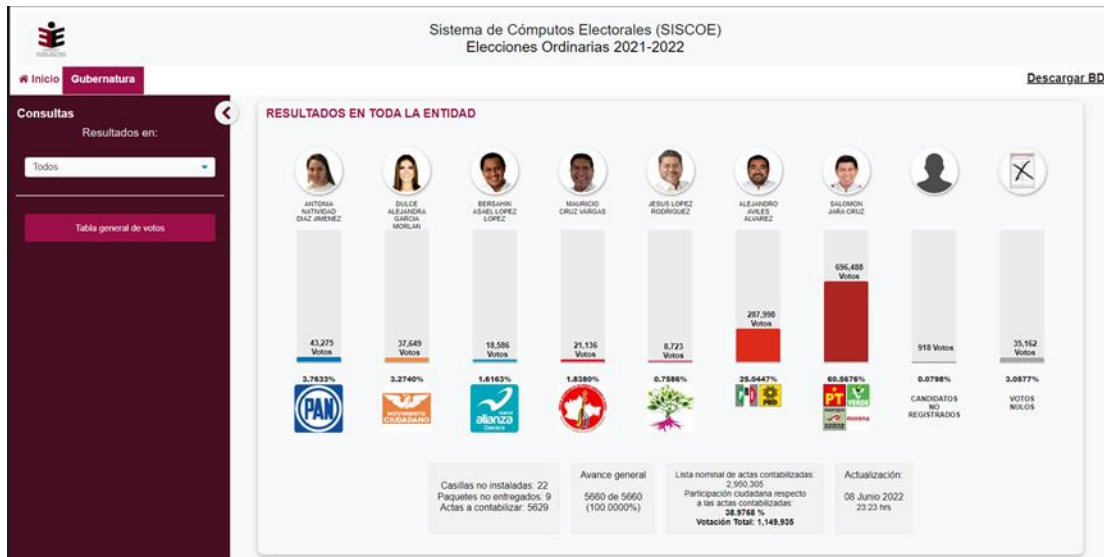 Sistema de Cómputos Electorales (SISCOE)
Elecciones Ordinarias 2021-2022
Inicio
Gubernatura
Descargar BD
Consultas
Resultados en:
Todos
Tabla general de votos
RESULTADOS EN TODA LA ENTIDAD
ANTONIA
NATIVIDAD
DIAZ JIMENEZ
DULCE
ALEJANDRA
GARCIA
MORLAN
BERSAHIN
ASAEL LOPEZ
LOPEZ
MAURICIO
CRUZ VARGAS
JESUS LOPEZ
RODRIGUEZ
ALEJANDRO
AVILES
ALVAREZ
SALOMON
JARA CRUZ
43,275
Votos
37,649
Votos
18,586
Votos
21,136
Votos
8,723
Votos
287,998
Votos
696,488
Votos
918 Votos
35,162
Votos
3.7633%
3.2740%
1.6163%
1.8380%
0.7586%
25.0447%
60.5676%
0.0798%
3.0577%
PAN
MOVIMIENTO
CIUDADANO
nueva
alianza
Oaxaca
PRI
PRD
PT
VERDE
morena
CANDIDATOS
NO
REGISTRADOS
VOTOS
NULOS
Casillas no instaladas: 22
Paquetes no entregados: 9
Actas a contabilizar: 5629
Avance general
5660 de 5660
(100.0000%)
Lista nominal de actas contabilizadas:
2,950,305
Participación ciudadana respecto
a las actas contabilizadas:
38.9768 %
Votación Total: 1,149,935
Actualización:
08 Junio 2022
23:23 hrs